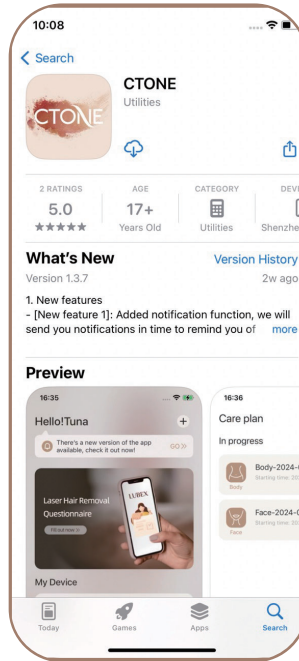 10:08
Search
CTONE
CTONE
Utilities
2 RATINGS
AGE
CATEGORY
5.0
17+
★★★★★
Years Old
Utilities
What's New
Version History
Version 1.3.7
2w ago
1. New features
- [New feature 1]: Added notification function, we will
send you notifications in time to remind you of
more
Preview
16:35
16:36
Hello!Tuna
+
Care plan
There's a new version of the app
available, check it out now!
GO>>
In progress
LUBEX
Laser Hair Removal
Questionnaire
Fill out now >
Body-2024-
Starting time: 20
Body
Face-2024-0
Starting time: 20
Face
My Device
Today
Games
Apps
Search